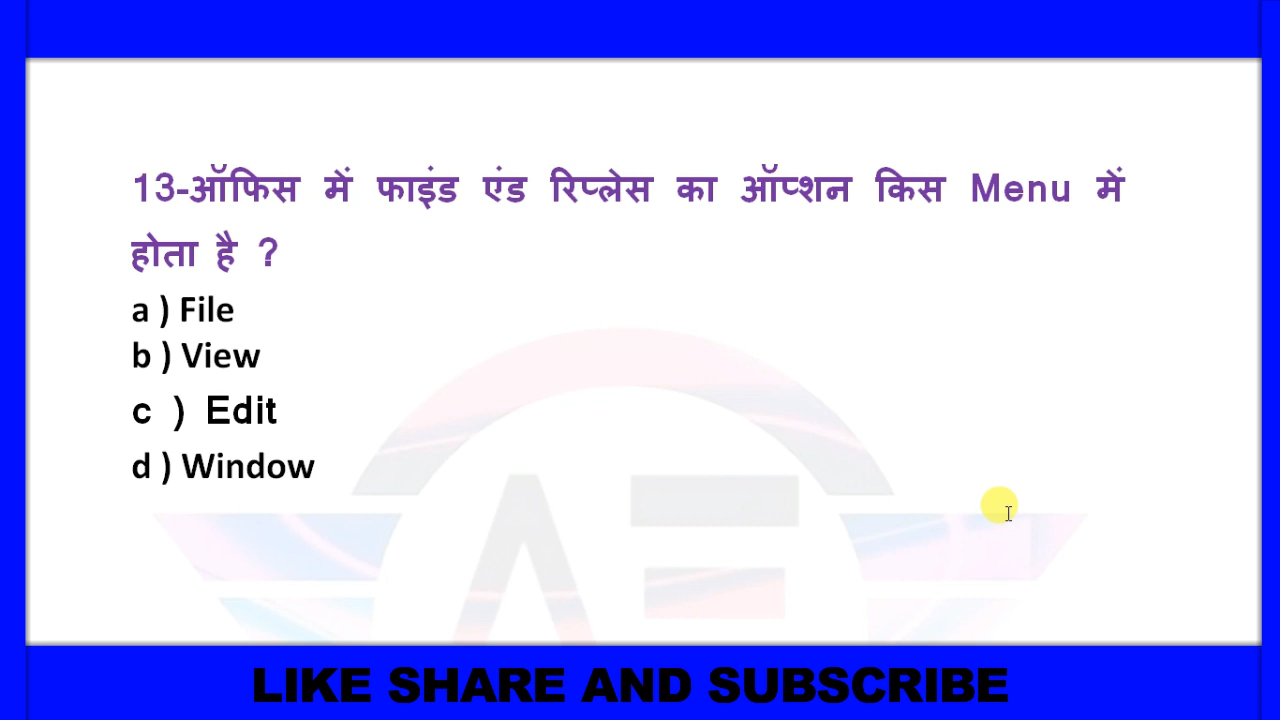 13-ऑफिस में फाइंड एंड रिप्लेस का ऑप्शन किस Menu में
होता है ?
a ) File
b ) View
c ) Edit
d ) Window
LIKE SHARE AND SUBSCRIBE